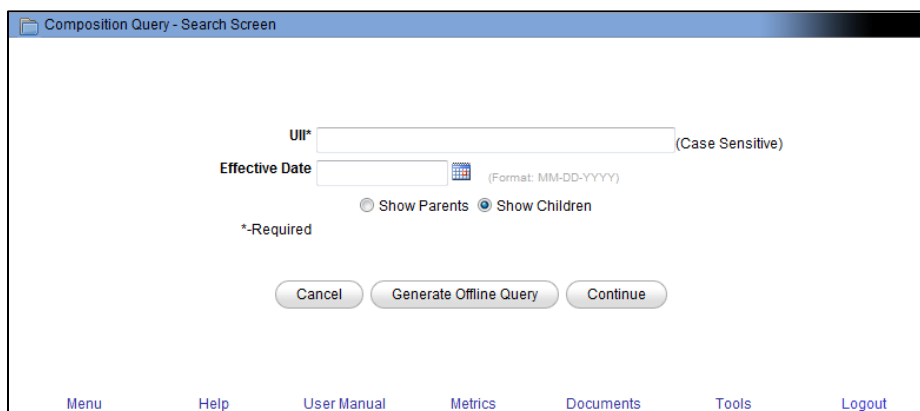 Composition Query - Search Screen
UII* (Case Sensitive)
Effective Date (Format: MM-DD-YYYY)
Show Parents Show Children
*-Required
Cancel Generate Offline Query Continue
Menu Help User Manual Metrics Documents Tools Logout